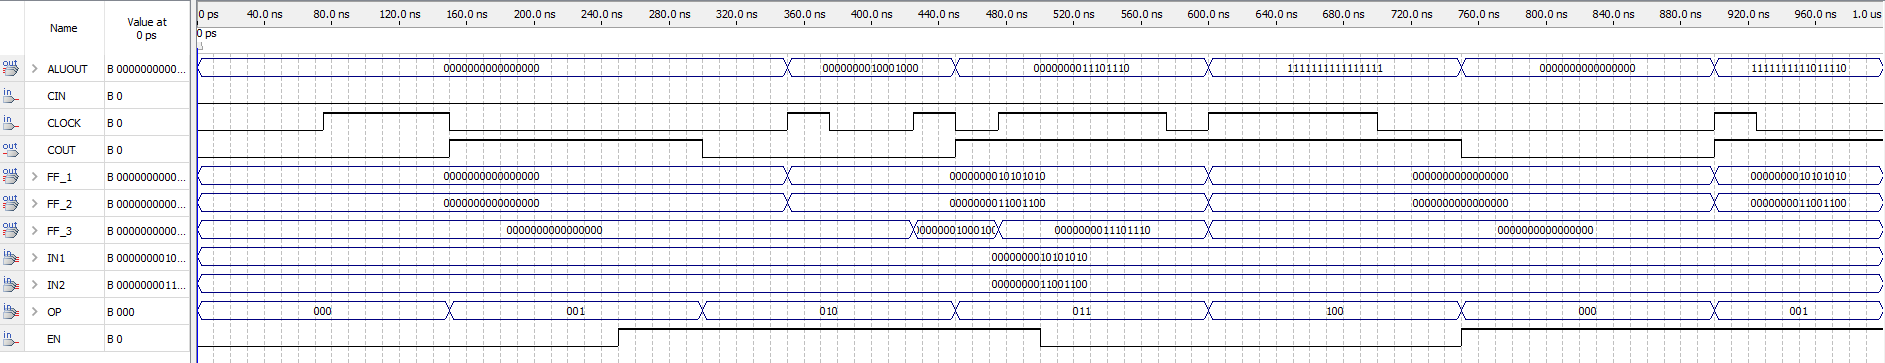 Name Value at 0 ps
0 ps 40.0 ns 80.0 ns 120.0 ns 160.0 ns 200.0 ns 240.0 ns 280.0 ns 320.0 ns 360.0 ns 400.0 ns 440.0 ns 480.0 ns 520.0 ns 560.0 ns 600.0 ns 640.0 ns 680.0 ns 720.0 ns 760.0 ns 800.0 ns 840.0 ns 880.0 ns 920.0 ns 960.0 ns 1.0 us
0 ps
out ALUOUT B 0000000000... 0000000000000000 0000000010001000 0000000011101110 1111111111111111 0000000000000000 1111111111011110
in CIN B 0
in CLOCK B 0
out COUT B 0
out FF_1 B 0000000000... 0000000000000000 0000000010101010 0000000000000000 0000000010101010
out FF_2 B 0000000000... 0000000000000000 0000000011001100 0000000000000000 0000000011001100
out FF_3 B 0000000000... 0000000000000000 0000000011101110 0000000000000000
in IN1 B 0000000010... 0000000010101010
in IN2 B 0000000011... 0000000011001100
in OP B 000 000 001 010 011 100 000 001
in EN B 0